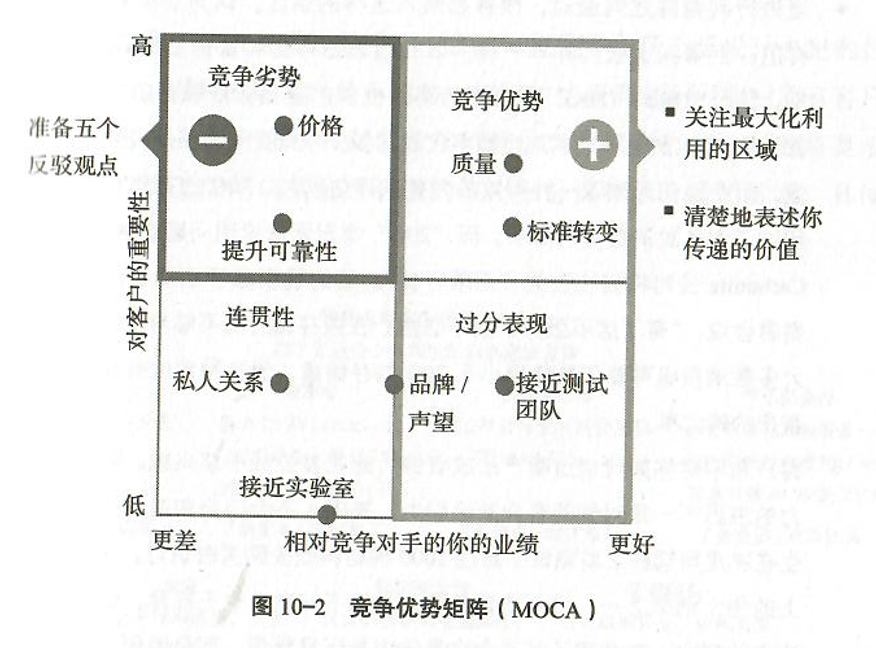 高
竞争劣势
竞争优势
准备五个
反驳观点
价格
质量
关注最大化利
用的区域
提升可靠性
标准转变
清楚地表述你
传递的价值
对客户的重要性
连贯性
过分表现
私人关系
品牌/
声望
接近测试
团队
接近实验室
低
更差
相对竞争对手的你的业绩
更好
图10-2 竞争优势矩阵（MOCA）